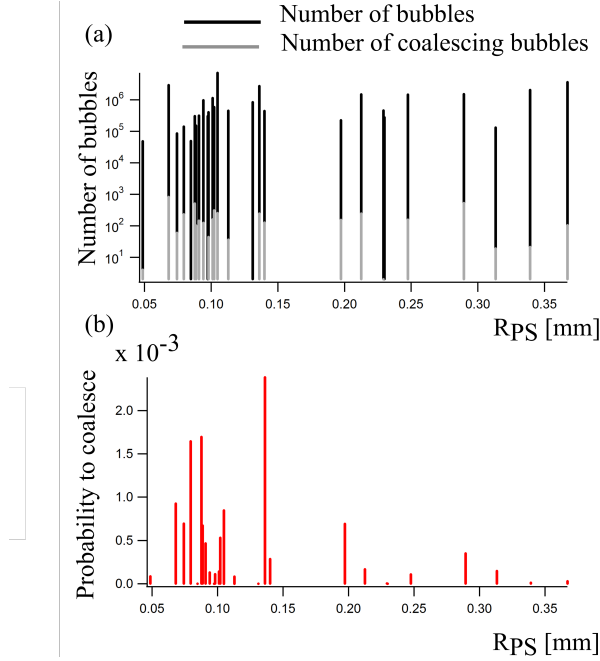 Number of bubbles
(a)
Number of coalescing bubbles
Number of bubbles
10^6
10^5
10^4
10^3
10^2
10^1
0.05 0.10 0.15 0.20 0.25 0.30 0.35
R_PS [mm]
(b)
x 10^-3
Probability to coalesce
2.0
1.5
1.0
0.5
0.0
0.05 0.10 0.15 0.20 0.25 0.30 0.35
R_PS [mm]